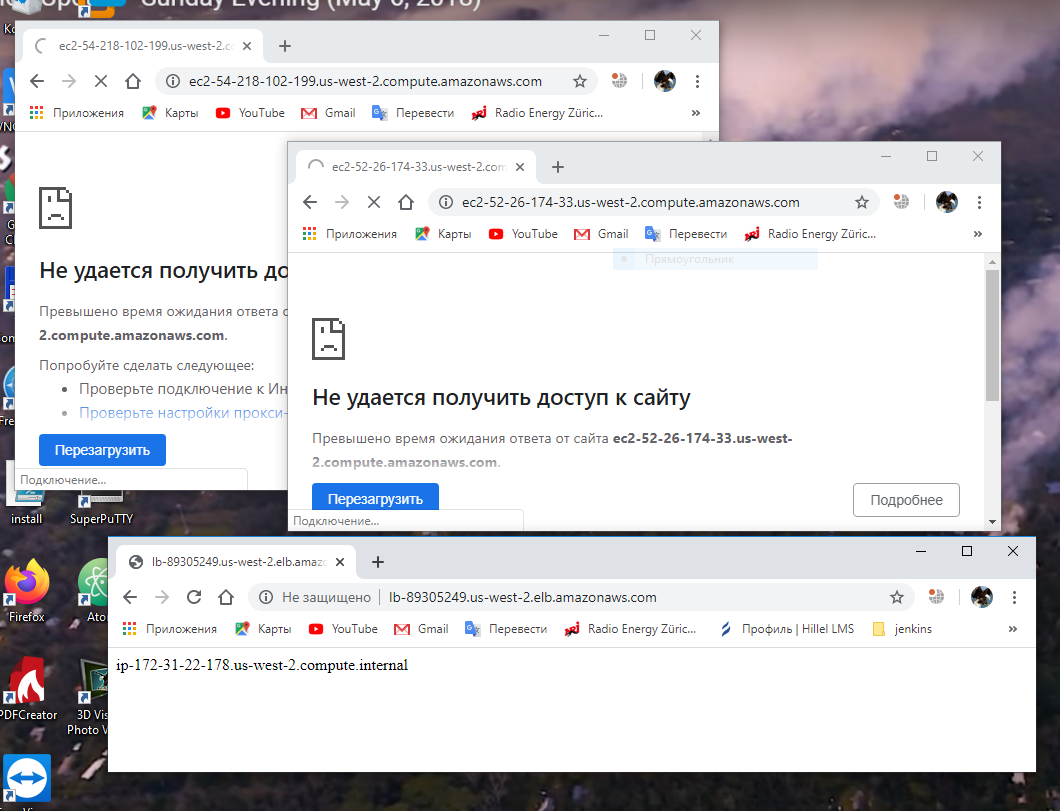 Sunday Evening (May 6, 2018)
ec2-54-218-102-199.us-west-2.c
ec2-54-218-102-199.us-west-2.compute.amazonaws.com
Приложения Карты YouTube Gmail Перевести Radio Energy Züric... »
Не удается получить до
Превышено время ожидания ответа с
2.compute.amazonaws.com.
Попробуйте сделать следующее:
• Проверьте подключение к Ин
• Проверьте настройки прокси-
Перезагрузить
Подключение...
ec2-52-26-174-33.us-west-2.com
ec2-52-26-174-33.us-west-2.compute.amazonaws.com
Приложения Карты YouTube Gmail Перевести Radio Energy Züric... »
Прямоугольник
Не удается получить доступ к сайту
Превышено время ожидания ответа от сайта ec2-52-26-174-33.us-west-
2.compute.amazonaws.com.
Перезагрузить Подробнее
Подключение...
install SuperPuTTY
lb-89305249.us-west-2.elb.amaz
Не защищено | lb-89305249.us-west-2.elb.amazonaws.com
Приложения Карты YouTube Gmail Перевести Radio Energy Züric... Профиль | Hillel LMS jenkins »
ip-172-31-22-178.us-west-2.compute.internal
Firefox Ato
PDFCreator 3D Vis
Photo V